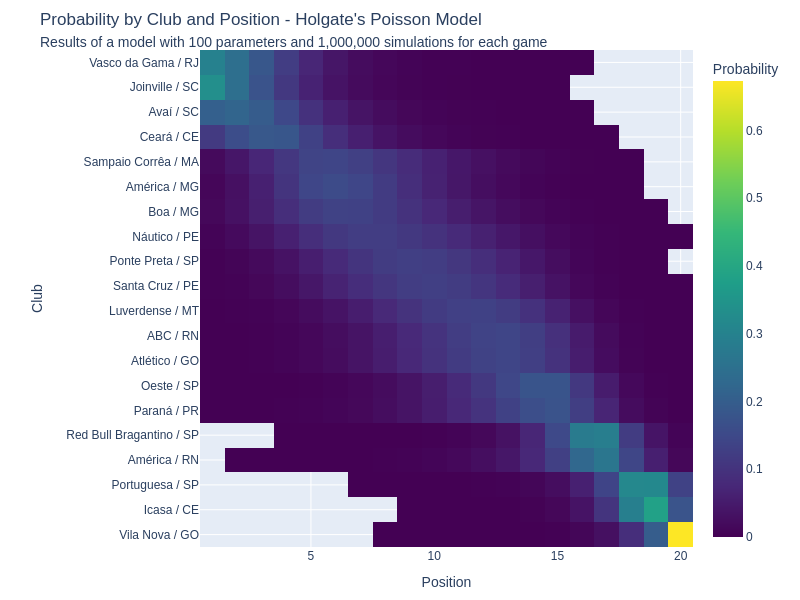 Probability by Club and Position - Holgate's Poisson Model
Results of a model with 100 parameters and 1,000,000 simulations for each game
Probability
Vasco da Gama / RJ
Joinville / SC
Avaí / SC
Ceará / CE
Sampaio Corrêa / MA
América / MG
Boa / MG
Náutico / PE
Ponte Preta / SP
Santa Cruz / PE
Luverdense / MT
ABC / RN
Atlético / GO
Oeste / SP
Paraná / PR
Red Bull Bragantino / SP
América / RN
Portuguesa / SP
Icasa / CE
Vila Nova / GO
Club
5
10
15
20
Position
0.6
0.5
0.4
0.3
0.2
0.1
0